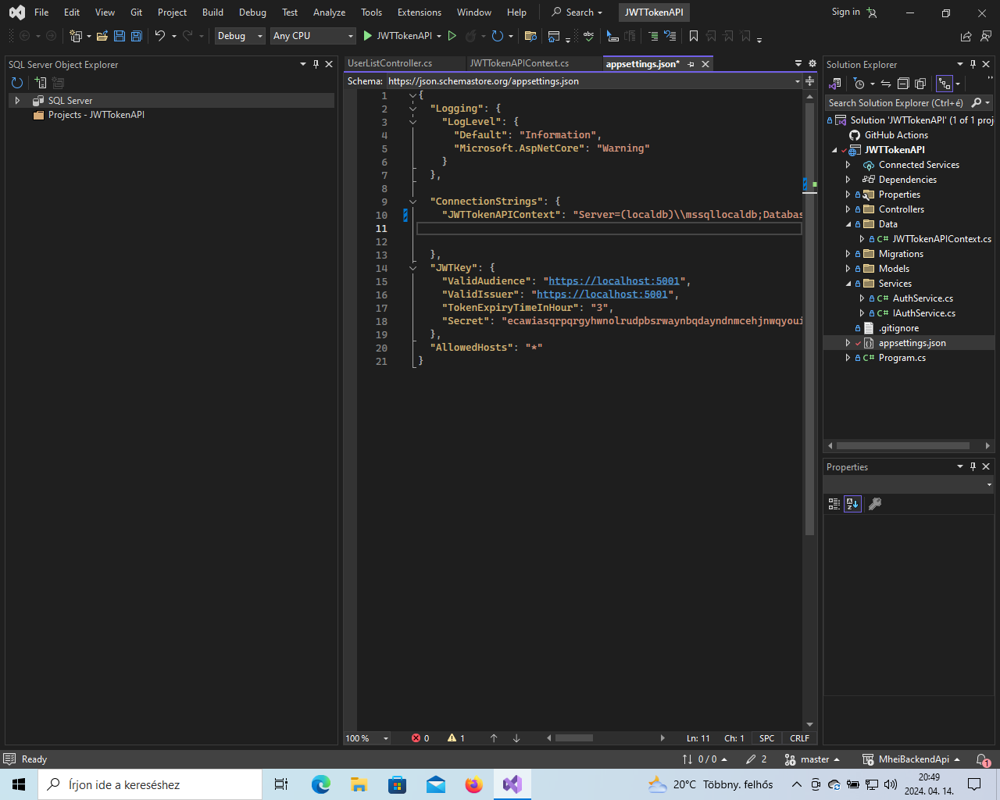 File Edit View Git Project Build Debug Test Analyze Tools Extensions Window Help Search JWTTokenAPI Sign in
Debug Any CPU JWTTokenAPI
SQL Server Object Explorer
SQL Server
Projects - JWTTokenAPI
UserListController.cs JWTTokenAPIContext.cs appsettings.json*
Schema: https://json.schemastore.org/appsettings.json
1 {
2 "Logging": {
3 "LogLevel": {
4 "Default": "Information",
5 "Microsoft.AspNetCore": "Warning"
6 }
7 },
8
9 "ConnectionStrings": {
10 "JWTTokenAPIContext": "Server=(localdb)\\mssqllocaldb;Databas
11
12
13 },
14 "JWTKey": {
15 "ValidAudience": "https://localhost:5001",
16 "ValidIssuer": "https://localhost:5001",
17 "TokenExpiryTimeInHour": "3",
18 "Secret": "ecawiasqrpqrgyhwnolrudpbsrwaynbqdayndnmcehjnwqyoui
19 },
20 "AllowedHosts": "*"
21 }
100 % 0 1 Ln: 11 Ch: 1 SPC CRLF
Solution Explorer
Search Solution Explorer (Ctrl+é)
Solution 'JWTTokenAPI' (1 of 1 proj
GitHub Actions
JWTTokenAPI
Connected Services
Dependencies
Properties
Controllers
Data
C# JWTTokenAPIContext.cs
Migrations
Models
Services
C# AuthService.cs
C# IAuthService.cs
.gitignore
appsettings.json
C# Program.cs
Properties
Ready 0 / 0 2 master MheiBackendApi 1
Írjon ide a kereséshez 20°C Többny. felhős 20:49
2024. 04. 14.